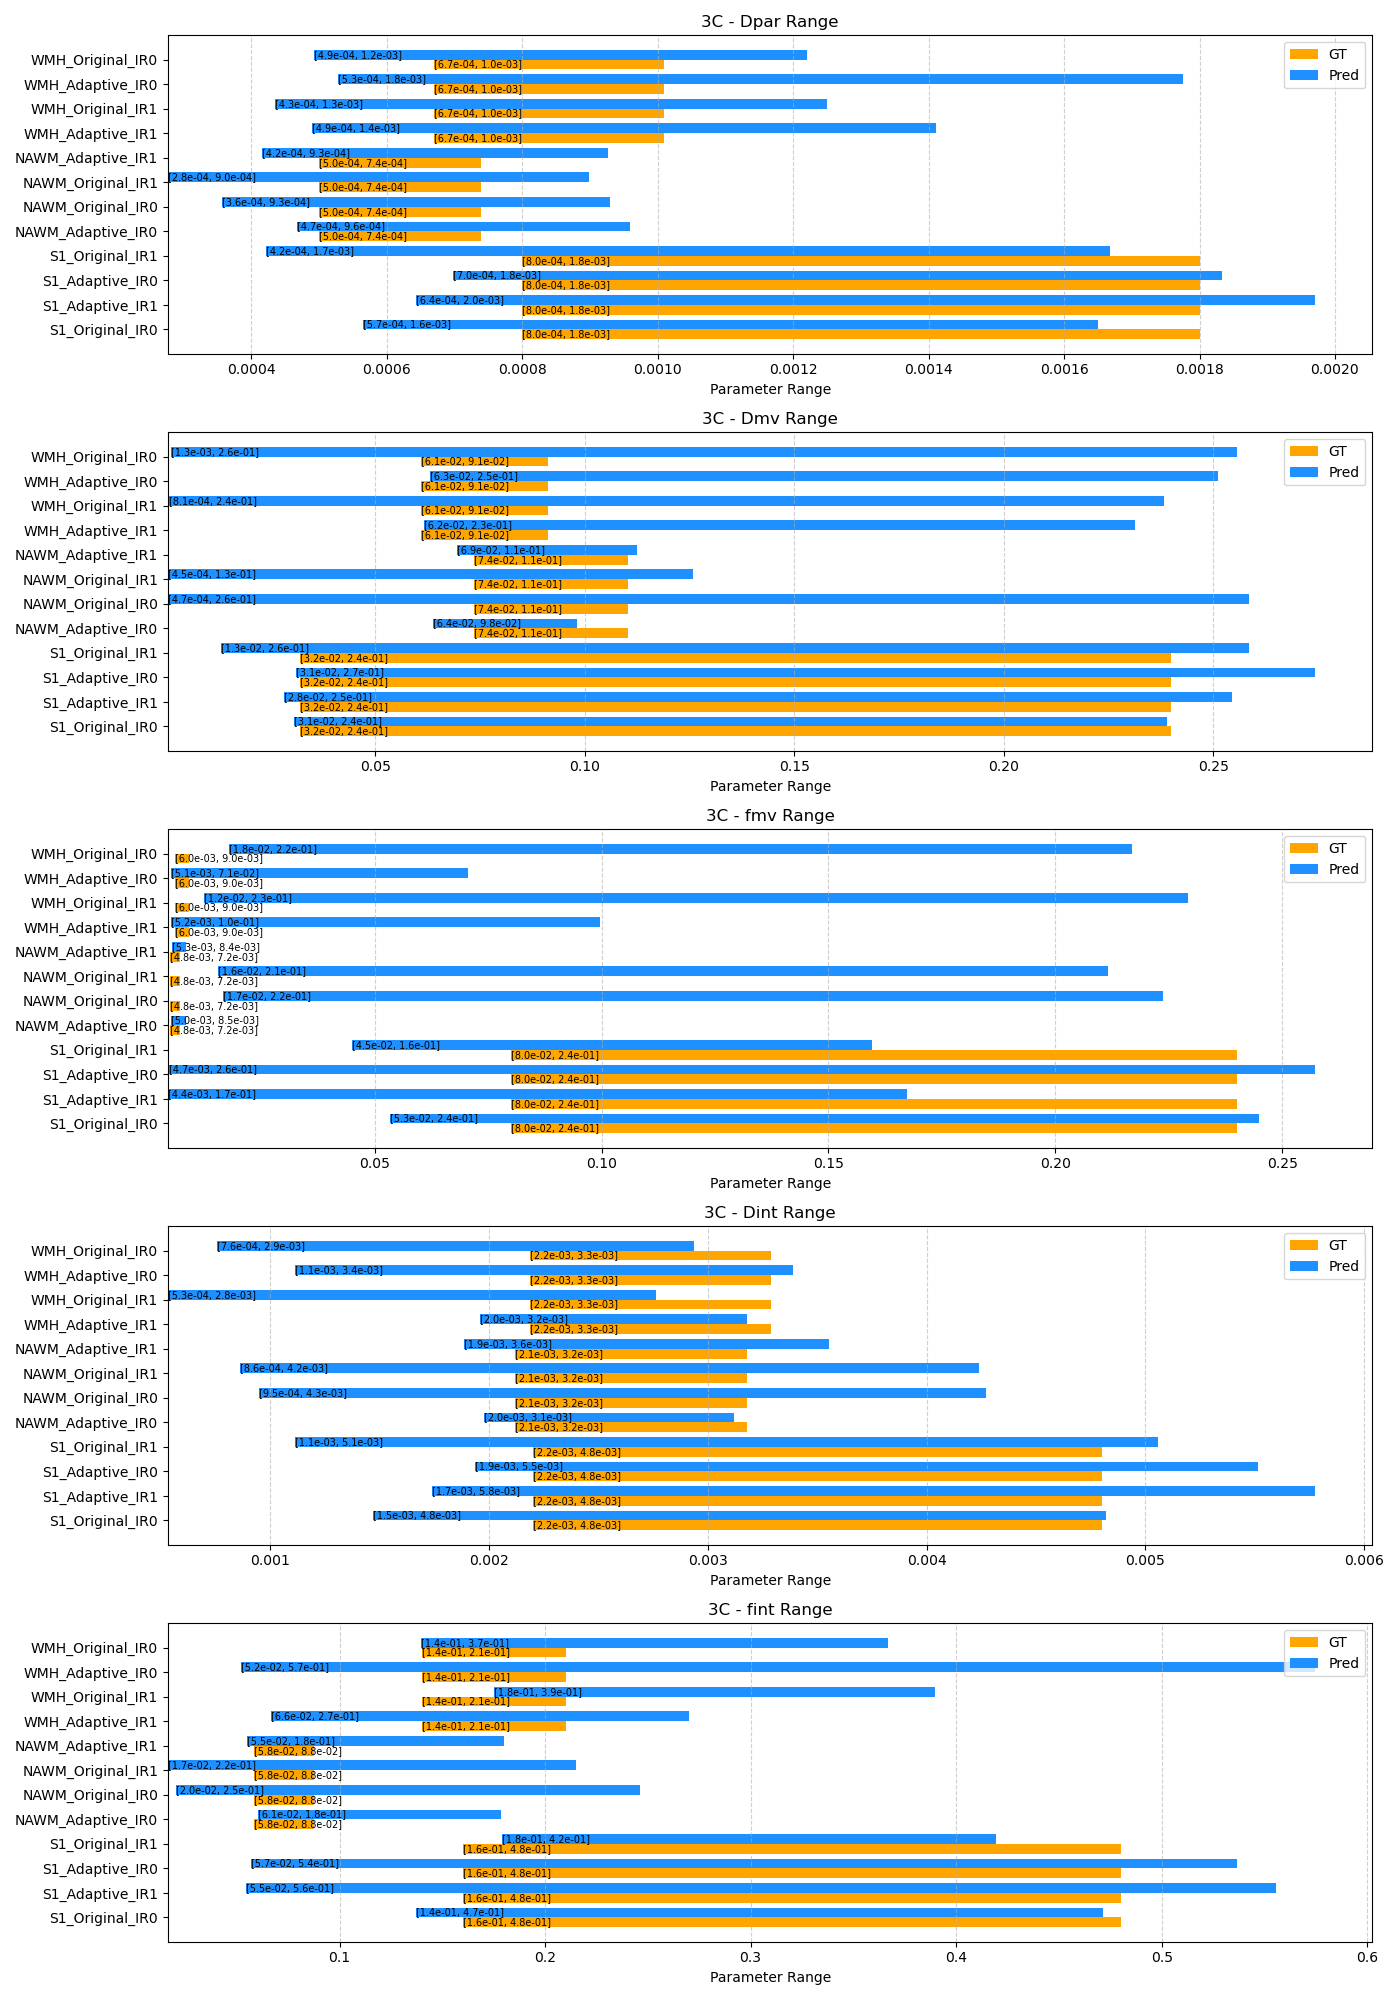 3C - Dpar Range
WMH_Original_IR0
[4.9e-04, 1.2e-03]
[6.7e-04, 1.0e-03]
WMH_Adaptive_IR0
[5.3e-04, 1.8e-03]
[6.7e-04, 1.0e-03]
WMH_Original_IR1
[4.3e-04, 1.3e-03]
[6.7e-04, 1.0e-03]
WMH_Adaptive_IR1
[4.9e-04, 1.4e-03]
[6.7e-04, 1.0e-03]
NAWM_Adaptive_IR1
[4.2e-04, 9.3e-04]
[5.0e-04, 7.4e-04]
NAWM_Original_IR1
[2.8e-04, 9.0e-04]
[5.0e-04, 7.4e-04]
NAWM_Original_IR0
[3.6e-04, 9.3e-04]
[5.0e-04, 7.4e-04]
NAWM_Adaptive_IR0
[4.7e-04, 9.6e-04]
[5.0e-04, 7.4e-04]
S1_Original_IR1
[4.2e-04, 1.7e-03]
[8.0e-04, 1.8e-03]
S1_Adaptive_IR0
[7.0e-04, 1.8e-03]
[8.0e-04, 1.8e-03]
S1_Adaptive_IR1
[6.4e-04, 2.0e-03]
[8.0e-04, 1.8e-03]
S1_Original_IR0
[5.7e-04, 1.6e-03]
[8.0e-04, 1.8e-03]
GT
Pred
0.0004 0.0006 0.0008 0.0010 0.0012 0.0014 0.0016 0.0018 0.0020
Parameter Range
3C - Dmv Range
WMH_Original_IR0
[1.3e-03, 2.6e-01]
[6.1e-02, 9.1e-02]
WMH_Adaptive_IR0
[6.3e-02, 2.5e-01]
[6.1e-02, 9.1e-02]
WMH_Original_IR1
[8.1e-04, 2.4e-01]
[6.1e-02, 9.1e-02]
WMH_Adaptive_IR1
[6.2e-02, 2.3e-01]
[6.1e-02, 9.1e-02]
NAWM_Adaptive_IR1
[6.9e-02, 1.1e-01]
[7.4e-02, 1.1e-01]
NAWM_Original_IR1
[4.5e-04, 1.3e-01]
[7.4e-02, 1.1e-01]
NAWM_Original_IR0
[4.7e-04, 2.6e-01]
[7.4e-02, 1.1e-01]
NAWM_Adaptive_IR0
[6.4e-02, 9.8e-02]
[7.4e-02, 1.1e-01]
S1_Original_IR1
[1.3e-02, 2.6e-01]
[3.2e-02, 2.4e-01]
S1_Adaptive_IR0
[3.1e-02, 2.7e-01]
[3.2e-02, 2.4e-01]
S1_Adaptive_IR1
[2.8e-02, 2.5e-01]
[3.2e-02, 2.4e-01]
S1_Original_IR0
[3.1e-02, 2.4e-01]
[3.2e-02, 2.4e-01]
GT
Pred
0.05 0.10 0.15 0.20 0.25
Parameter Range
3C - fmv Range
WMH_Original_IR0
[1.8e-02, 2.2e-01]
[6.0e-03, 9.0e-03]
WMH_Adaptive_IR0
[5.1e-03, 7.1e-02]
[6.0e-03, 9.0e-03]
WMH_Original_IR1
[1.2e-02, 2.3e-01]
[6.0e-03, 9.0e-03]
WMH_Adaptive_IR1
[5.2e-03, 1.0e-01]
[6.0e-03, 9.0e-03]
NAWM_Adaptive_IR1
[5.3e-03, 8.4e-03]
[4.8e-03, 7.2e-03]
NAWM_Original_IR1
[1.6e-02, 2.1e-01]
[4.8e-03, 7.2e-03]
NAWM_Original_IR0
[1.7e-02, 2.2e-01]
[4.8e-03, 7.2e-03]
NAWM_Adaptive_IR0
[5.0e-03, 8.5e-03]
[4.8e-03, 7.2e-03]
S1_Original_IR1
[4.5e-02, 1.6e-01]
[8.0e-02, 2.4e-01]
S1_Adaptive_IR0
[4.7e-03, 2.6e-01]
[8.0e-02, 2.4e-01]
S1_Adaptive_IR1
[4.4e-03, 1.7e-01]
[8.0e-02, 2.4e-01]
S1_Original_IR0
[5.3e-02, 2.4e-01]
[8.0e-02, 2.4e-01]
GT
Pred
0.05 0.10 0.15 0.20 0.25
Parameter Range
3C - Dint Range
WMH_Original_IR0
[7.6e-04, 2.9e-03]
[2.2e-03, 3.3e-03]
WMH_Adaptive_IR0
[1.1e-03, 3.4e-03]
[2.2e-03, 3.3e-03]
WMH_Original_IR1
[5.3e-04, 2.8e-03]
[2.2e-03, 3.3e-03]
WMH_Adaptive_IR1
[2.0e-03, 3.2e-03]
[2.2e-03, 3.3e-03]
NAWM_Adaptive_IR1
[1.9e-03, 3.6e-03]
[2.1e-03, 3.2e-03]
NAWM_Original_IR1
[8.6e-04, 4.2e-03]
[2.1e-03, 3.2e-03]
NAWM_Original_IR0
[9.5e-04, 4.3e-03]
[2.1e-03, 3.2e-03]
NAWM_Adaptive_IR0
[2.0e-03, 3.1e-03]
[2.1e-03, 3.2e-03]
S1_Original_IR1
[1.1e-03, 5.1e-03]
[2.2e-03, 4.8e-03]
S1_Adaptive_IR0
[1.9e-03, 5.5e-03]
[2.2e-03, 4.8e-03]
S1_Adaptive_IR1
[1.7e-03, 5.8e-03]
[2.2e-03, 4.8e-03]
S1_Original_IR0
[1.5e-03, 4.8e-03]
[2.2e-03, 4.8e-03]
GT
Pred
0.001 0.002 0.003 0.004 0.005 0.006
Parameter Range
3C - fint Range
WMH_Original_IR0
[1.4e-01, 3.7e-01]
[1.4e-01, 2.1e-01]
WMH_Adaptive_IR0
[5.2e-02, 5.7e-01]
[1.4e-01, 2.1e-01]
WMH_Original_IR1
[1.8e-01, 3.9e-01]
[1.4e-01, 2.1e-01]
WMH_Adaptive_IR1
[6.6e-02, 2.7e-01]
[1.4e-01, 2.1e-01]
NAWM_Adaptive_IR1
[5.5e-02, 1.8e-01]
[5.8e-02, 8.8e-02]
NAWM_Original_IR1
[1.7e-02, 2.2e-01]
[5.8e-02, 8.8e-02]
NAWM_Original_IR0
[2.0e-02, 2.5e-01]
[5.8e-02, 8.8e-02]
NAWM_Adaptive_IR0
[6.1e-02, 1.8e-01]
[5.8e-02, 8.8e-02]
S1_Original_IR1
[1.8e-01, 4.2e-01]
[1.6e-01, 4.8e-01]
S1_Adaptive_IR0
[5.7e-02, 5.4e-01]
[1.6e-01, 4.8e-01]
S1_Adaptive_IR1
[5.5e-02, 5.6e-01]
[1.6e-01, 4.8e-01]
S1_Original_IR0
[1.4e-01, 4.7e-01]
[1.6e-01, 4.8e-01]
GT
Pred
0.1 0.2 0.3 0.4 0.5 0.6
Parameter Range